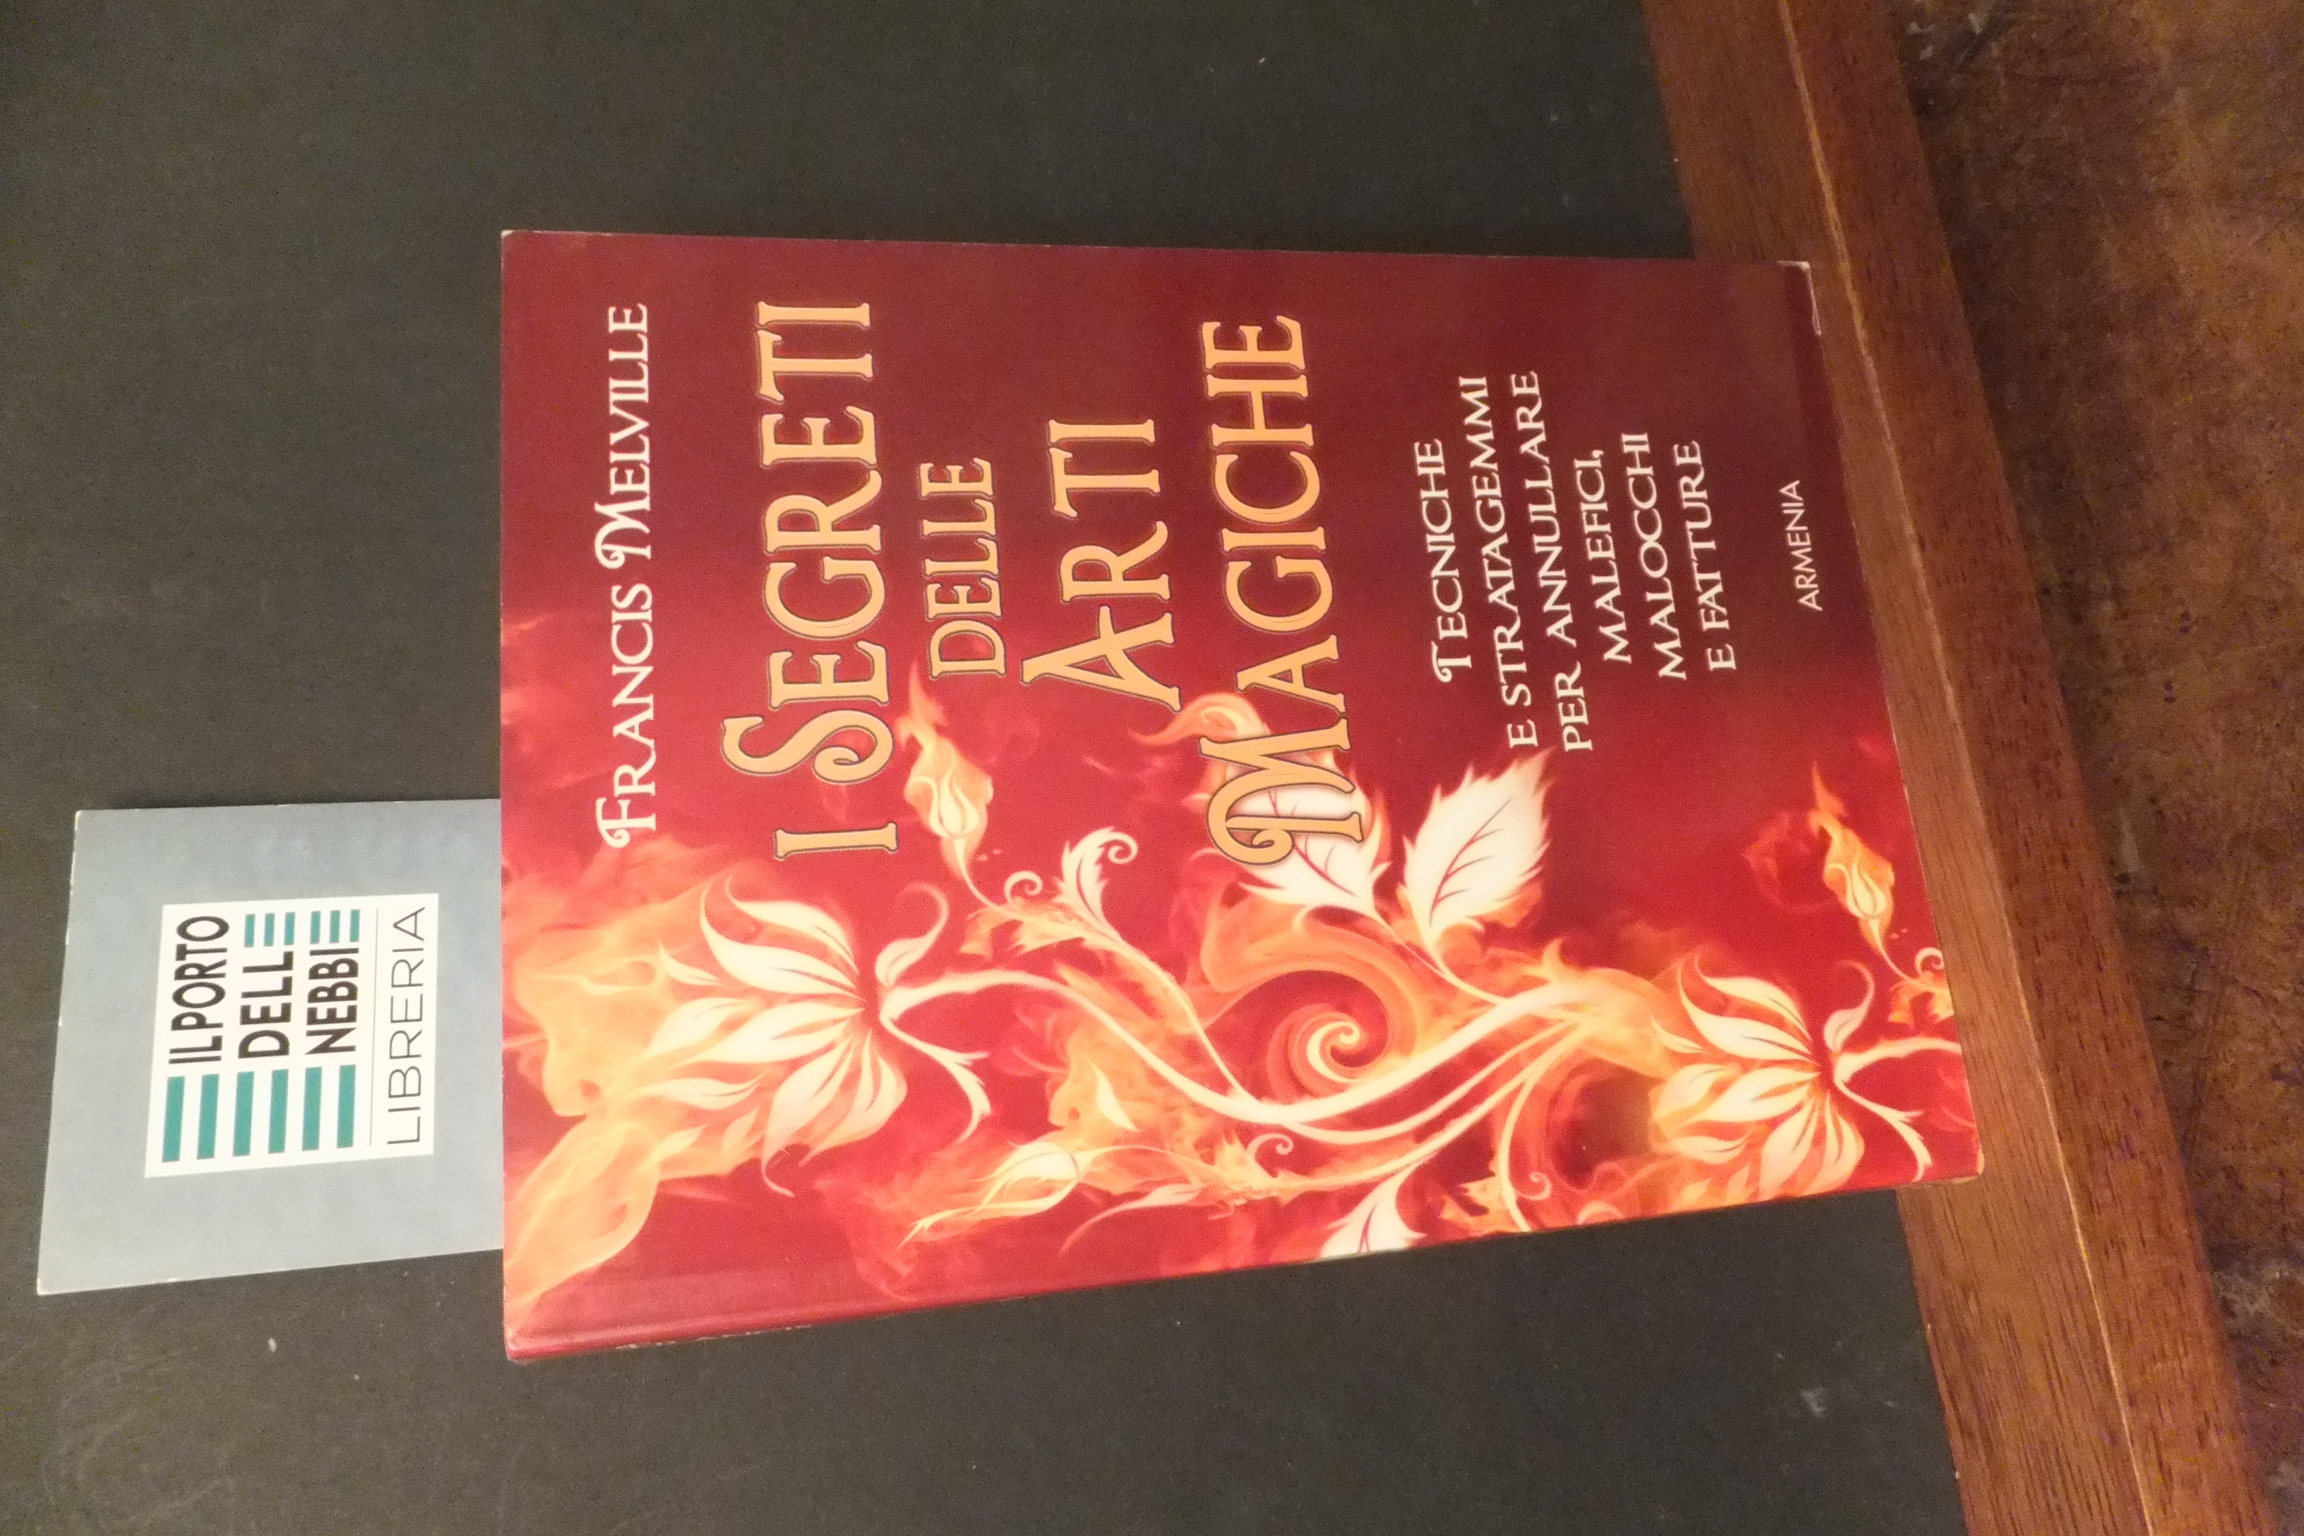 IL PORTO
DELLE
NEBBIE
LIBRERIA
FRANCIS MELVILLE
I SEGRETI
DELLE
ARTI
MAGICHE
TECNICHE
E STRATAGEMMI
PER ANNULLARE
MALEFICI,
MALOCCHI
E FATTURE
ARMENIA